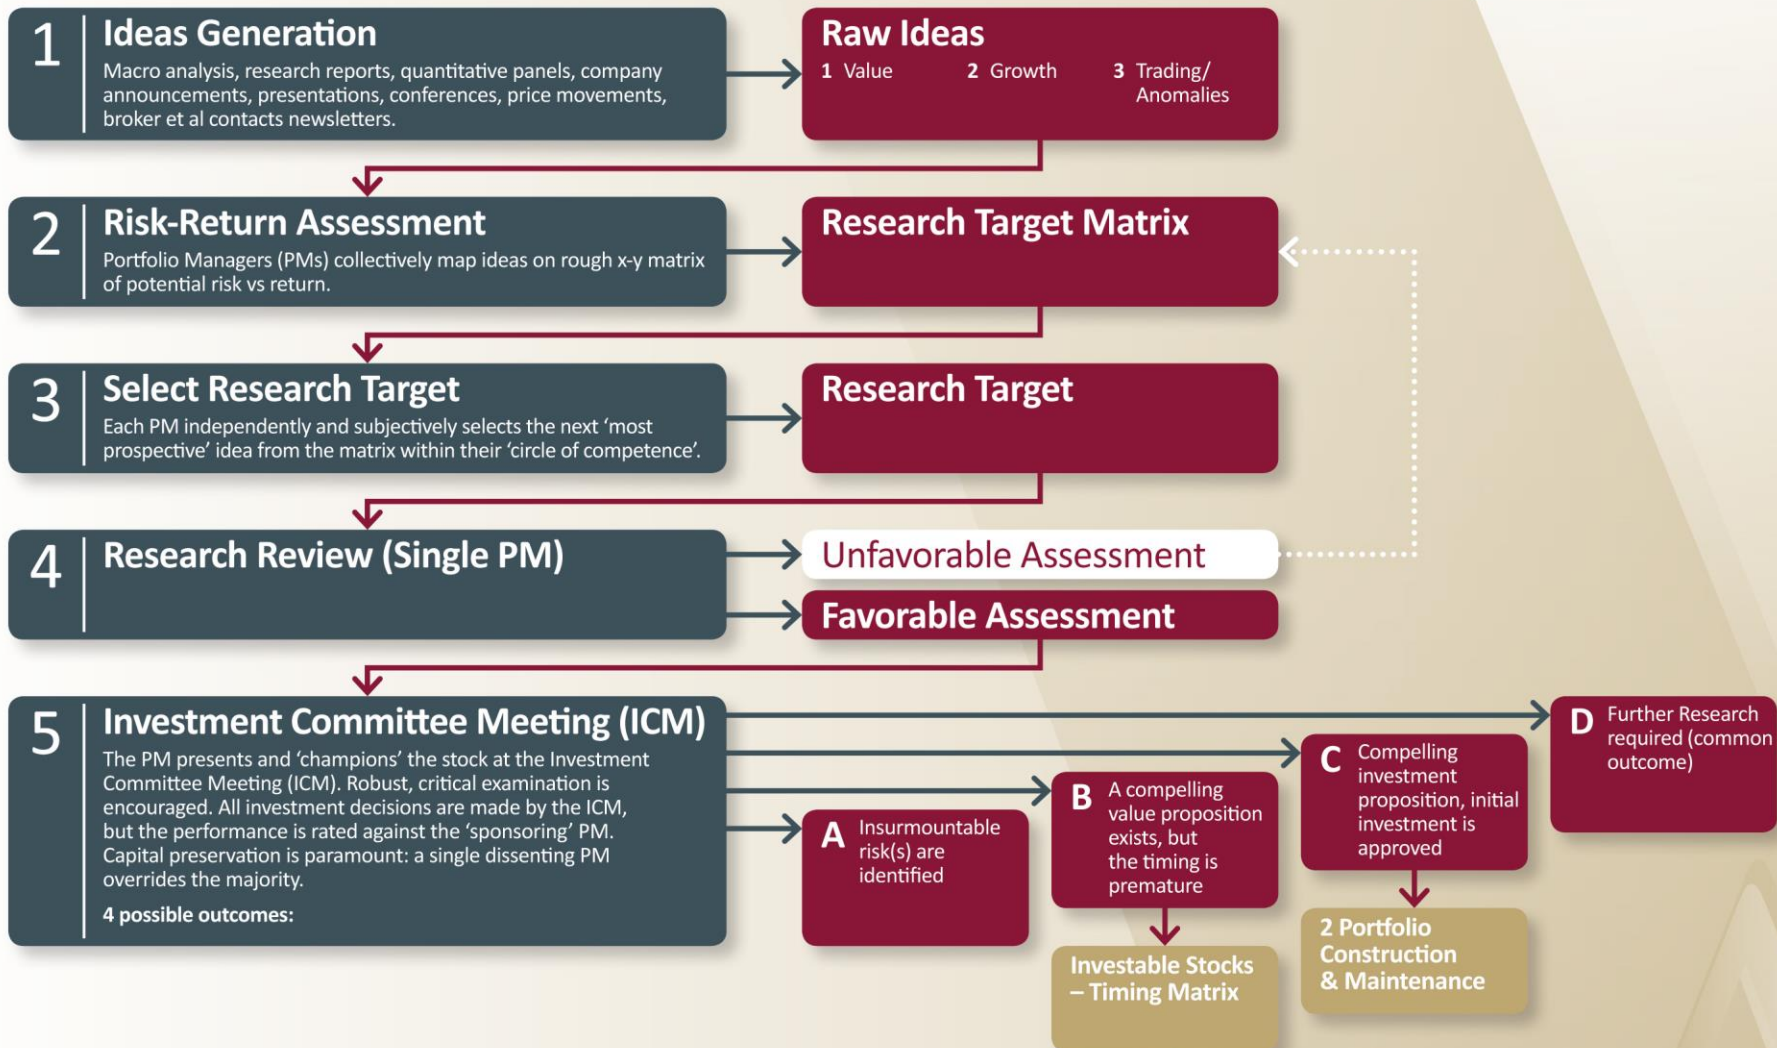 1
Ideas Generation
Macro analysis, research reports, quantitative panels, company
announcements, presentations, conferences, price movements,
broker et al contacts newsletters.
Raw Ideas
1 Value
2 Growth
3 Trading/
Anomalies
2
Risk-Return Assessment
Portfolio Managers (PMs) collectively map ideas on rough x-y matrix
of potential risk vs return.
Research Target Matrix
3
Select Research Target
Each PM independently and subjectively selects the next ‘most
prospective’ idea from the matrix within their ‘circle of competence’.
Research Target
4
Research Review (Single PM)
Unfavorable Assessment
Favorable Assessment
5
Investment Committee Meeting (ICM)
The PM presents and ‘champions’ the stock at the Investment
Committee Meeting (ICM). Robust, critical examination is
encouraged. All investment decisions are made by the ICM,
but the performance is rated against the ‘sponsoring’ PM.
Capital preservation is paramount: a single dissenting PM
overrides the majority.
4 possible outcomes:
A
Insurmountable
risk(s) are
identified
B
A compelling
value proposition
exists, but
the timing is
premature
Investable Stocks
– Timing Matrix
C
Compelling
investment
proposition, initial
investment is
approved
2 Portfolio
Construction
& Maintenance
D
Further Research
required (common
outcome)